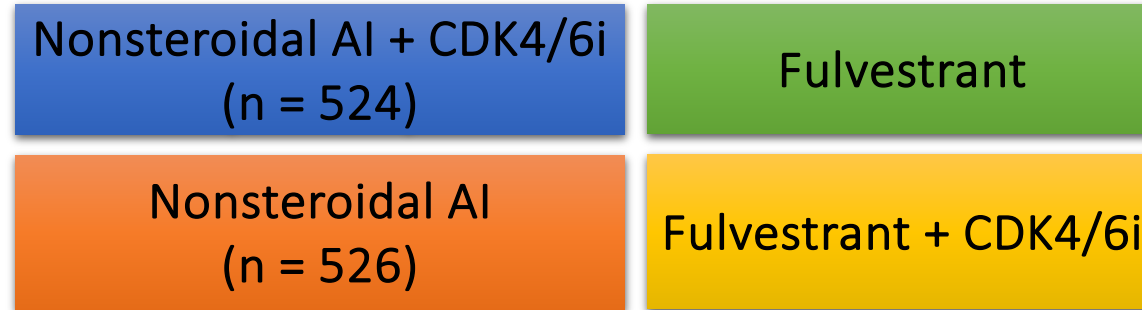 Nonsteroidal AI + CDK4/6i
(n = 524)
Fulvestrant
Nonsteroidal AI
(n = 526)
Fulvestrant + CDK4/6i